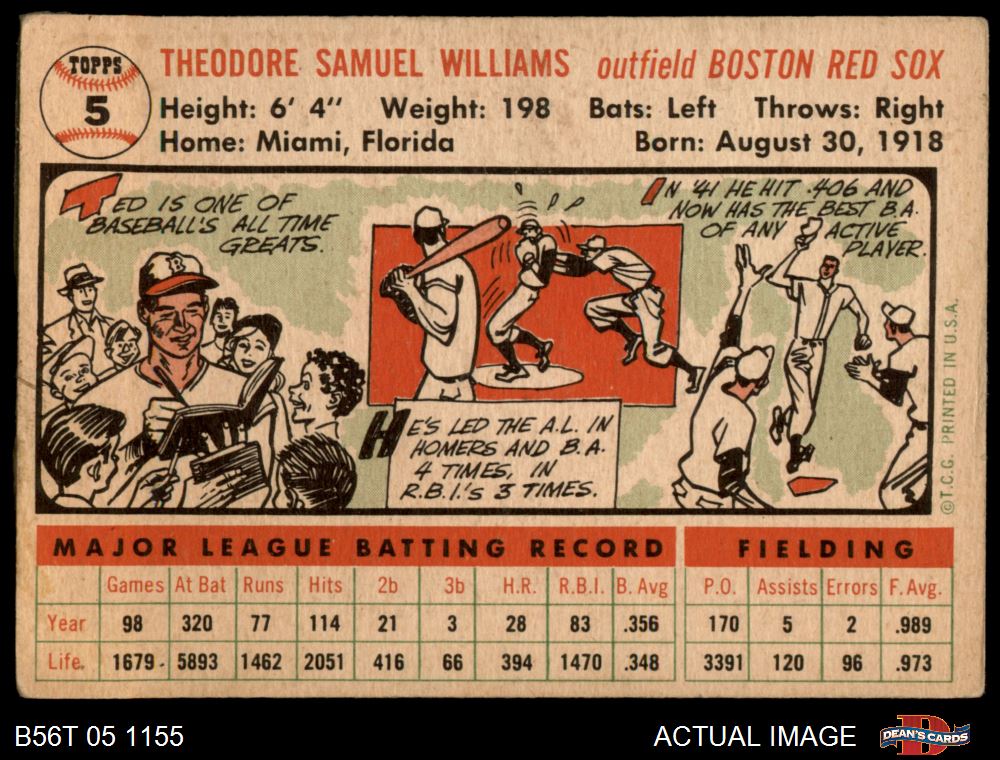 TOPPS
5
THEODORE SAMUEL WILLIAMS outfield BOSTON RED SOX
Height: 6' 4" Weight: 198 Bats: Left Throws: Right
Home: Miami, Florida Born: August 30, 1918
TED IS ONE OF
BASEBALL'S ALL TIME
GREATS.
B
HE'S LED THE A.L. IN
HOMERS AND B.A.
4 TIMES, IN
R.B.I.'S 3 TIMES.
IN '41 HE HIT .406 AND
NOW HAS THE BEST B.A.
OF ANY ACTIVE
PLAYER.
©T.C.G. PRINTED IN U.S.A.
MAJOR LEAGUE BATTING RECORD FIELDING
Games At Bat Runs Hits 2b 3b H.R. R.B.I. B. Avg P.O. Assists Errors F. Avg.
Year 98 320 77 114 21 3 28 83 .356 170 5 2 .989
Life. 1679 5893 1462 2051 416 66 394 1470 .348 3391 120 96 .973
B56T 05 1155 ACTUAL IMAGE D DEAN'S CARDS